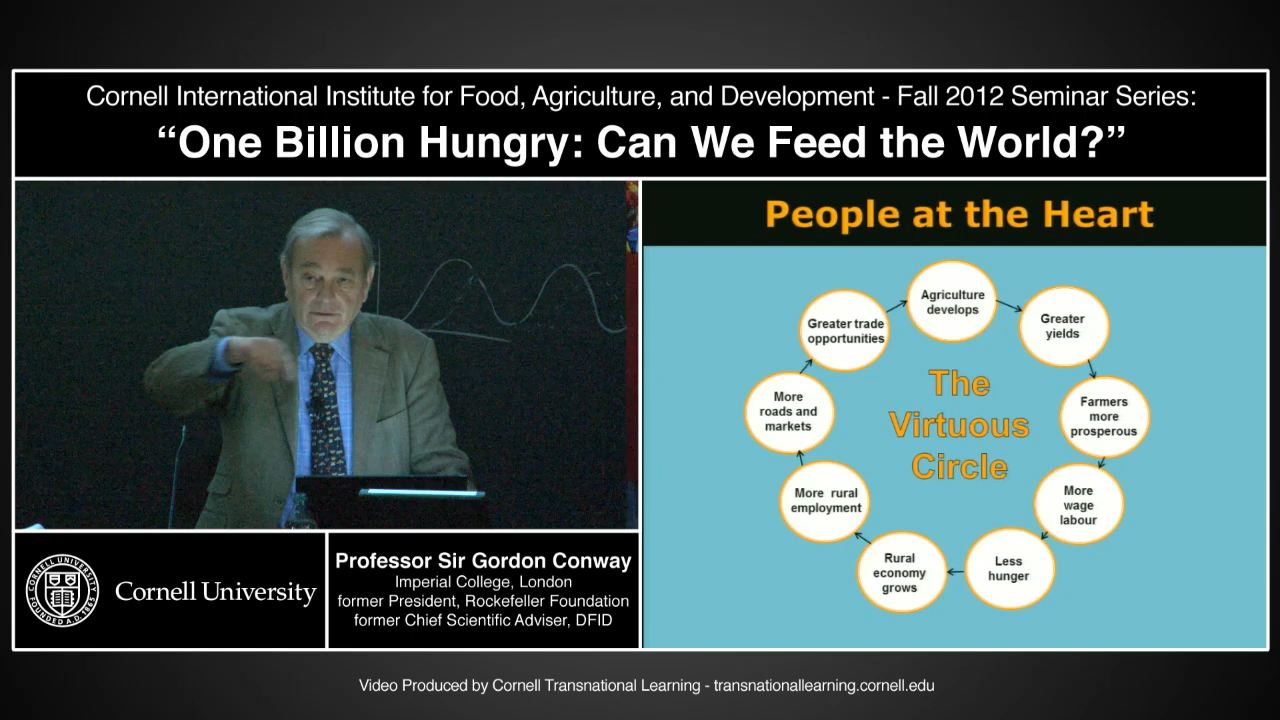 Cornell International Institute for Food, Agriculture, and Development - Fall 2012 Seminar Series:
“One Billion Hungry: Can We Feed the World?”
People at the Heart
Agriculture
develops
Greater
yields
Farmers
more
prosperous
More
wage
labour
Less
hunger
Rural
economy
grows
More rural
employment
More
roads and
markets
Greater trade
opportunities
The
Virtuous
Circle
CORNELL UNIVERSITY
FOUNDED A.D. 1865
Cornell University
Professor Sir Gordon Conway
Imperial College, London
former President, Rockefeller Foundation
former Chief Scientific Adviser, DFID
Video Produced by Cornell Transnational Learning - transnationallearning.cornell.edu